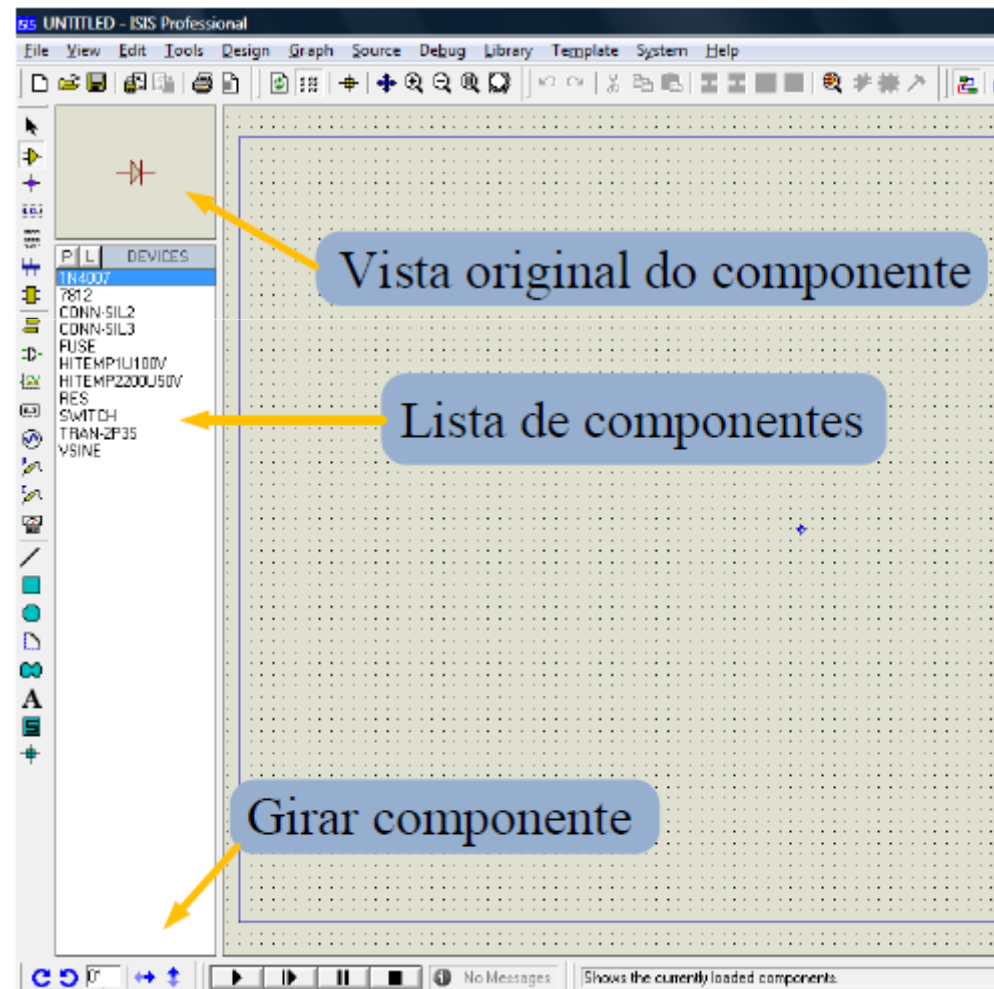 ISIS UNTITLED - ISIS Professional
File View Edit Tools Design Graph Source Debug Library Template System Help
P L DEVICES
1N4007
7812
CONN-SIL2
CONN-SIL3
FUSE
HITEMP1U100V
HITEMP2200U50V
RES
SWITCH
TRAN-2P35
VSINE
Vista original do componente
Lista de componentes
A
Girar componente
0°
No Messages
Shows the currently loaded components.